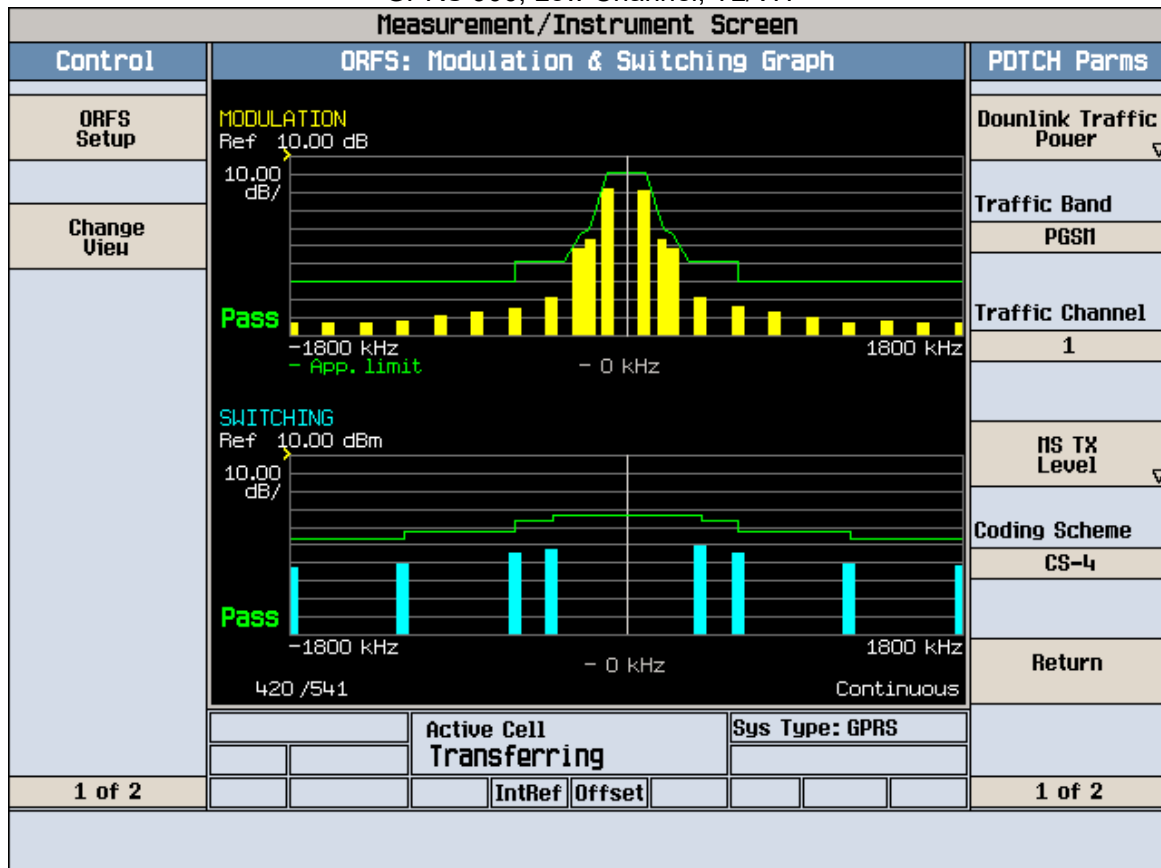 Measurement/Instrument Screen
Control
ORFS: Modulation & Switching Graph
PDTCH Parms
ORFS
Setup
Change
View
1 of 2
MODULATION
Ref 10.00 dB
10.00
dB/
Pass
-1800 kHz
1800 kHz
- App. limit
- 0 kHz
SWITCHING
Ref 10.00 dBm
10.00
dB/
Pass
-1800 kHz
1800 kHz
- 0 kHz
420 /541
Continuous
Active Cell
Transferring
Sys Type: GPRS
IntRef
Offset
Downlink Traffic
Power
Traffic Band
PGSM
Traffic Channel
1
MS TX
Level
Coding Scheme
CS-4
Return
1 of 2